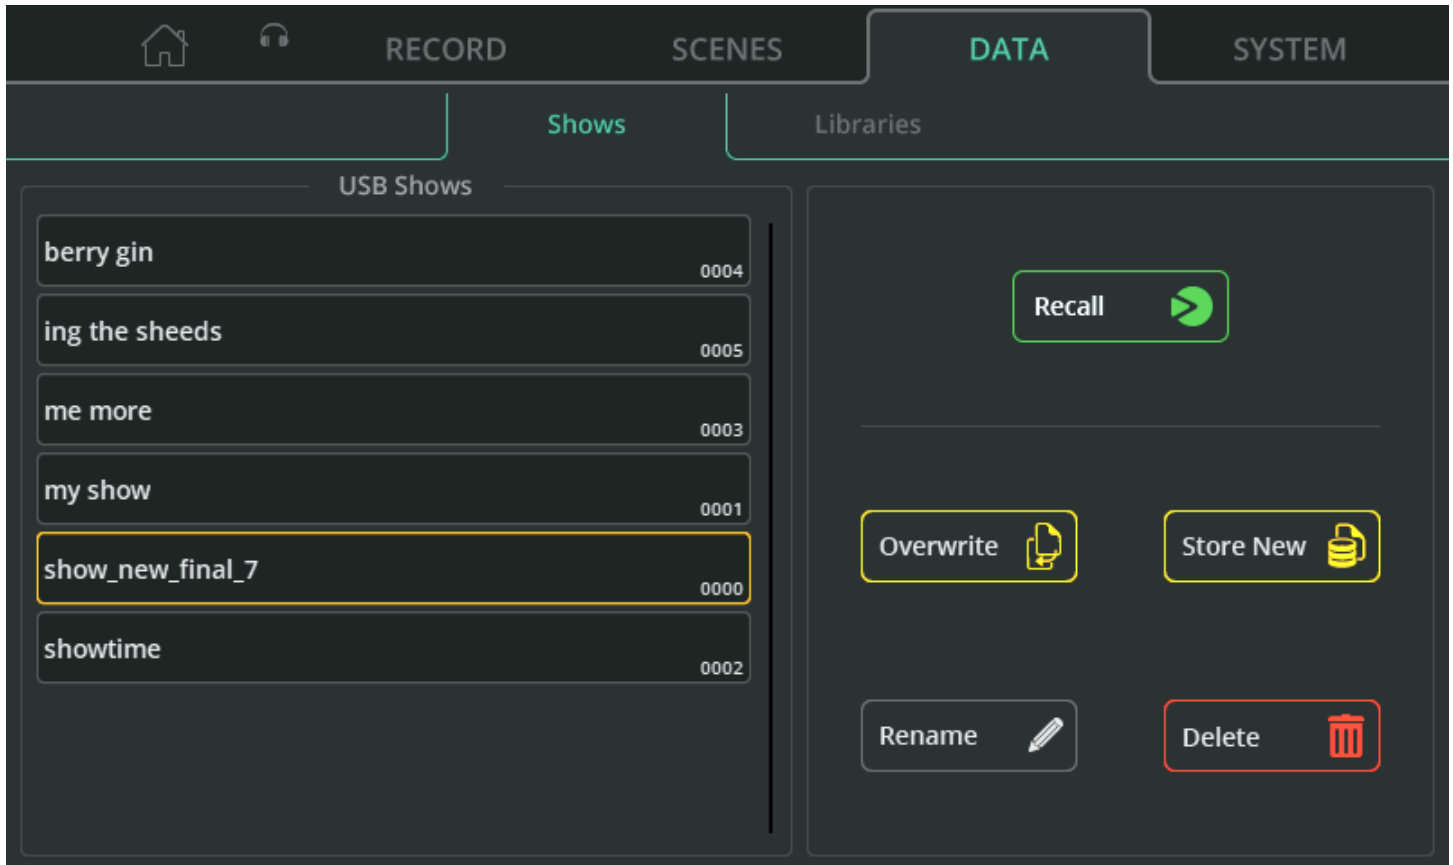 RECORD SCENES DATA SYSTEM
Shows Libraries
USB Shows
berry gin
0004
ing the sheeds
0005
me more
0003
my show
0001
show_new_final_7
0000
showtime
0002
Recall
Overwrite Store New
Rename Delete